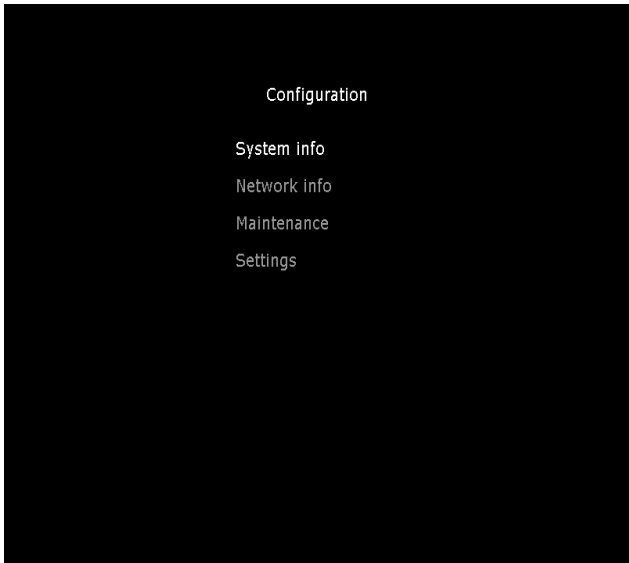 Configuration
System info
Network info
Maintenance
Settings